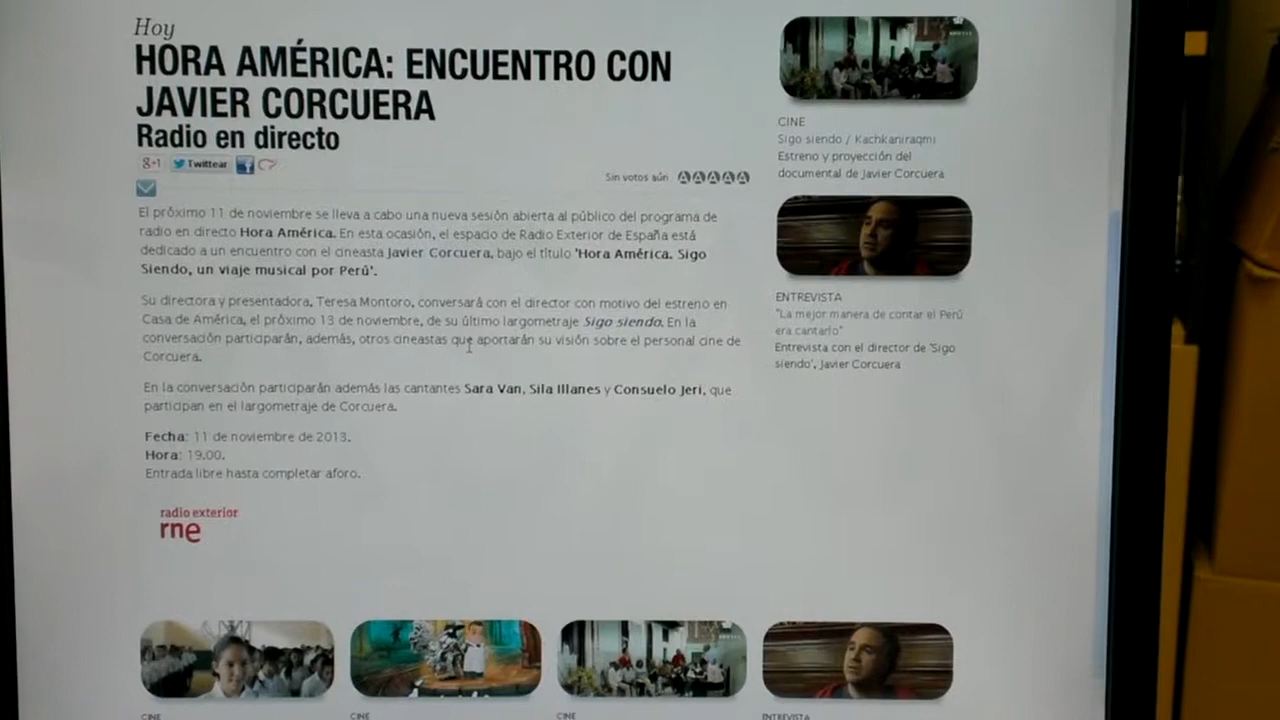 Hoy
HORA AMÉRICA: ENCUENTRO CON
JAVIER CORCUERA
Radio en directo
g+1 Twittear f
Sin votos aún
El próximo 11 de noviembre se lleva a cabo una nueva sesión abierta al público del programa de
radio en directo Hora América. En esta ocasión, el espacio de Radio Exterior de España está
dedicado a un encuentro con el cineasta Javier Corcuera, bajo el título 'Hora América. Sigo
Siendo, un viaje musical por Perú'.
Su directora y presentadora, Teresa Montoro, conversará con el director con motivo del estreno en
Casa de América, el próximo 13 de noviembre, de su último largometraje Sigo siendo. En la
conversación participarán, además, otros cineastas que aportarán su visión sobre el personal cine de
Corcuera.
En la conversación participarán además las cantantes Sara Van, Sila Illanes y Consuelo Jeri, que
participan en el largometraje de Corcuera.
Fecha: 11 de noviembre de 2013.
Hora: 19.00.
Entrada libre hasta completar aforo.
radio exterior
rne
CINE
Sigo siendo / Kachkaniraqmi
Estreno y proyección del
documental de Javier Corcuera
ENTREVISTA
"La mejor manera de contar el Perú
era cantarlo"
Entrevista con el director de 'Sigo
siendo', Javier Corcuera
CINE CINE CINE ENTREVISTA